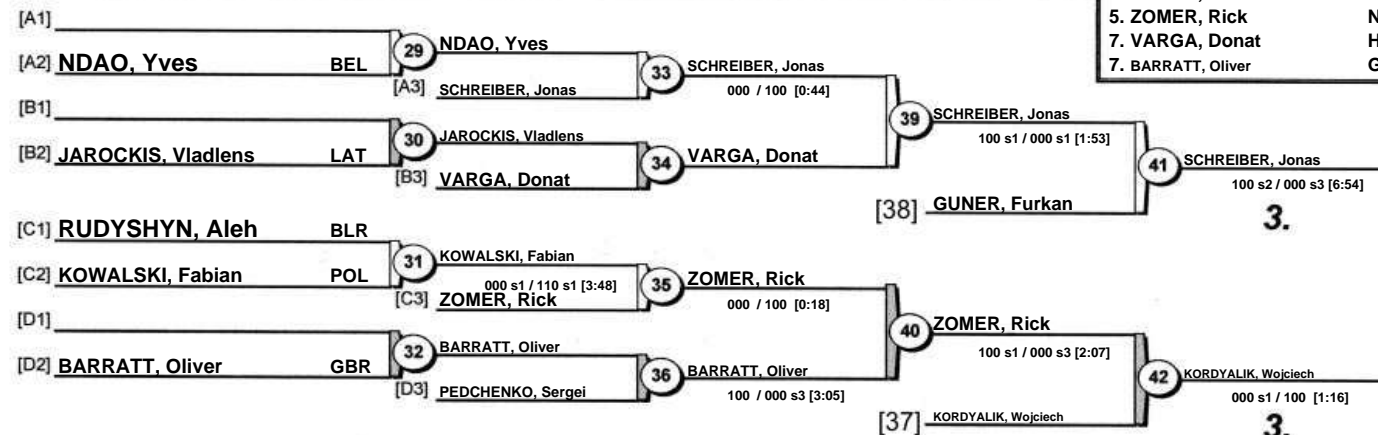 5. ZOMER, Rick N
7. VARGA, Donat H
7. BARRATT, Oliver G
[A1]
[A2] NDAO, Yves BEL
29 NDAO, Yves
[A3] SCHREIBER, Jonas
33 SCHREIBER, Jonas
000 / 100 [0:44]
[B1]
[B2] JAROCKIS, Vladlens LAT
30 JAROCKIS, Vladlens
[B3] VARGA, Donat
34 VARGA, Donat
39 SCHREIBER, Jonas
100 s1 / 000 s1 [1:53]
[38] GUNER, Furkan
41 SCHREIBER, Jonas
100 s2 / 000 s3 [6:54]
3.
[C1] RUDYSHYN, Aleh BLR
[C2] KOWALSKI, Fabian POL
31 KOWALSKI, Fabian
000 s1 / 110 s1 [3:48]
[C3] ZOMER, Rick
35 ZOMER, Rick
000 / 100 [0:18]
[D1]
[D2] BARRATT, Oliver GBR
32 BARRATT, Oliver
[D3] PEDCHENKO, Sergei
36 BARRATT, Oliver
100 / 000 s3 [3:05]
40 ZOMER, Rick
100 s1 / 000 s3 [2:07]
[37] KORDYALIK, Wojciech
42 KORDYALIK, Wojciech
000 s1 / 100 [1:16]
3.